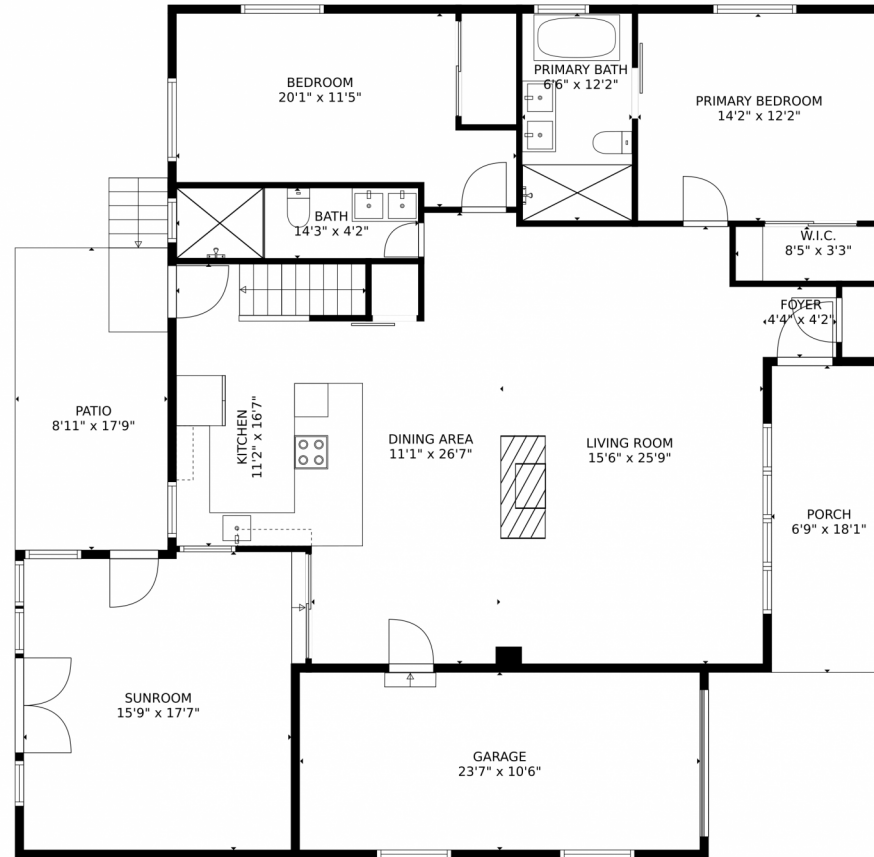 BEDROOM
20'1" x 11'5"
PRIMARY BATH
6'6" x 12'2"
PRIMARY BEDROOM
14'2" x 12'2"
BATH
14'3" x 4'2"
W.I.C.
8'5" x 3'3"
FOYER
4'4" x 4'2"
PATIO
8'11" x 17'9"
KITCHEN
11'2" x 16'7"
DINING AREA
11'1" x 26'7"
LIVING ROOM
15'6" x 25'9"
PORCH
6'9" x 18'1"
SUNROOM
15'9" x 17'7"
GARAGE
23'7" x 10'6"